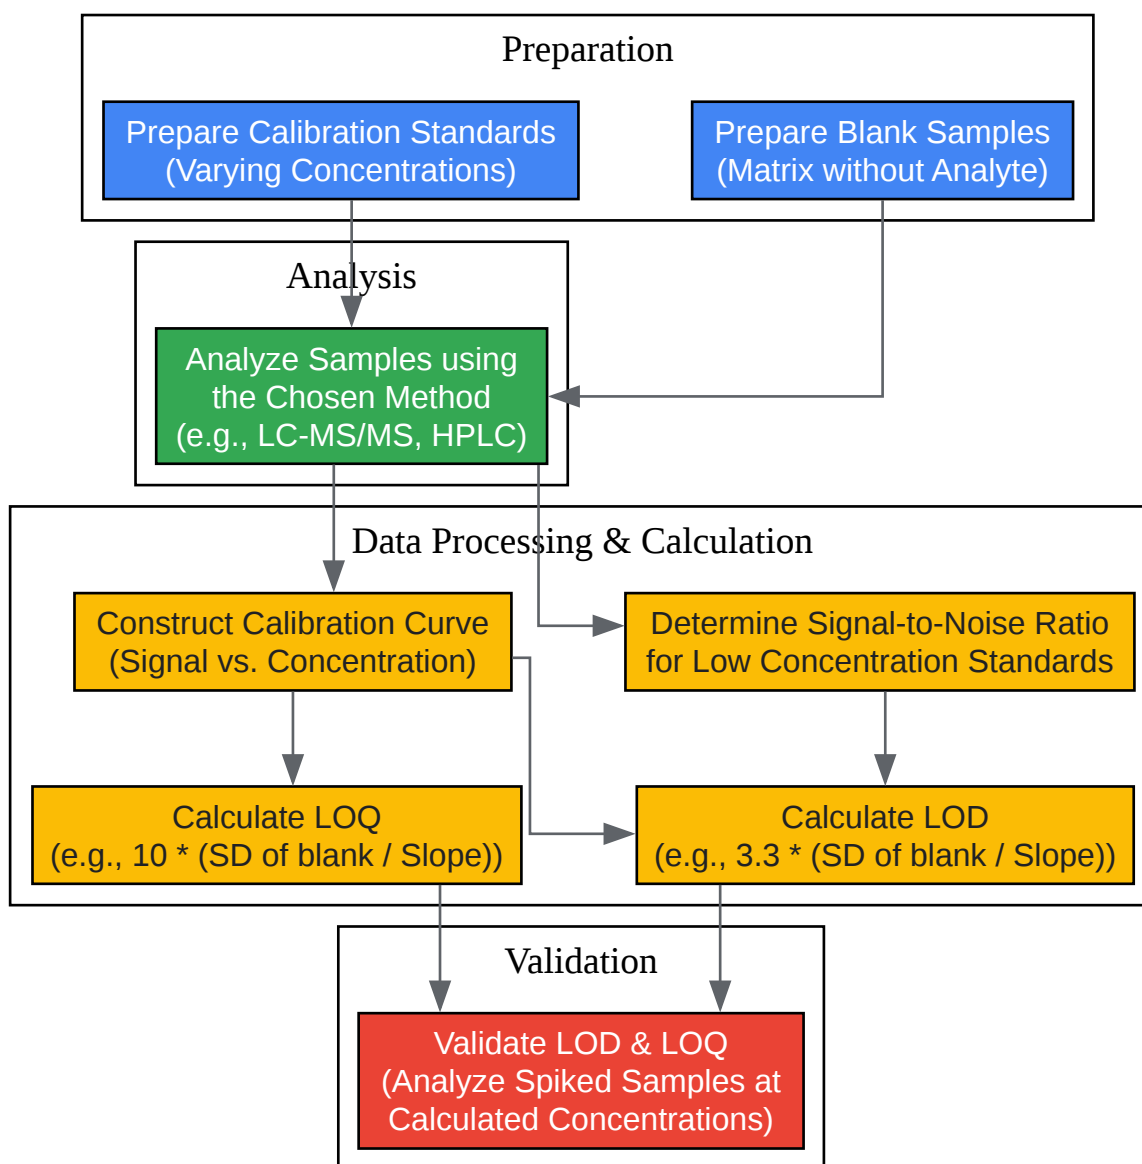 Preparation
Prepare Calibration Standards
(Varying Concentrations)
Prepare Blank Samples
(Matrix without Analyte)
Analysis
Analyze Samples using
the Chosen Method
(e.g., LC-MS/MS, HPLC)
Data Processing & Calculation
Construct Calibration Curve
(Signal vs. Concentration)
Determine Signal-to-Noise Ratio
for Low Concentration Standards
Calculate LOQ
(e.g., 10 * (SD of blank / Slope))
Calculate LOD
(e.g., 3.3 * (SD of blank / Slope))
Validation
Validate LOD & LOQ
(Analyze Spiked Samples at
Calculated Concentrations)